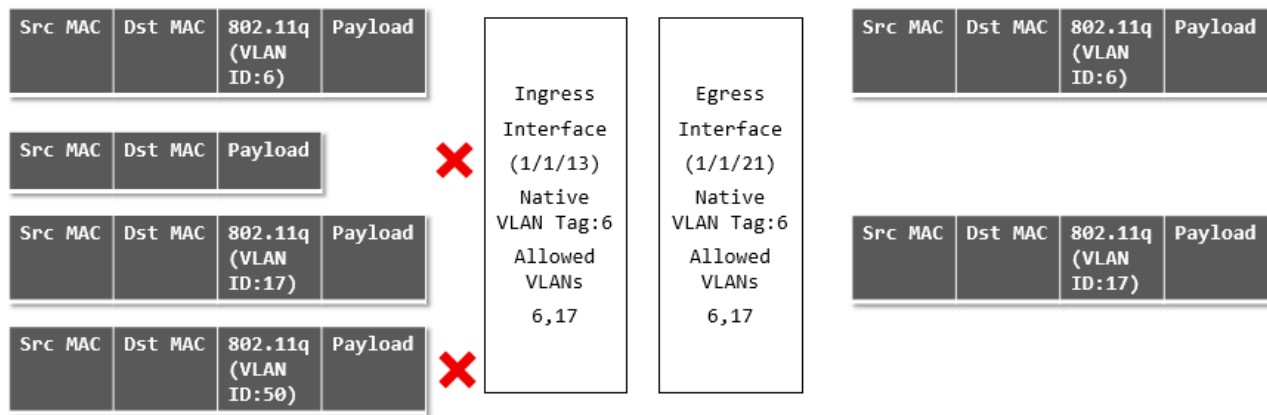 Src MAC Dst MAC 802.11q Payload
(VLAN
ID:6)
Src MAC Dst MAC Payload
Src MAC Dst MAC 802.11q Payload
(VLAN
ID:17)
Src MAC Dst MAC 802.11q Payload
(VLAN
ID:50)
Ingress
Interface
(1/1/13)
Native
VLAN Tag:6
Allowed
VLANs
6,17
Egress
Interface
(1/1/21)
Native
VLAN Tag:6
Allowed
VLANs
6,17
Src MAC Dst MAC 802.11q Payload
(VLAN
ID:6)
Src MAC Dst MAC 802.11q Payload
(VLAN
ID:17)